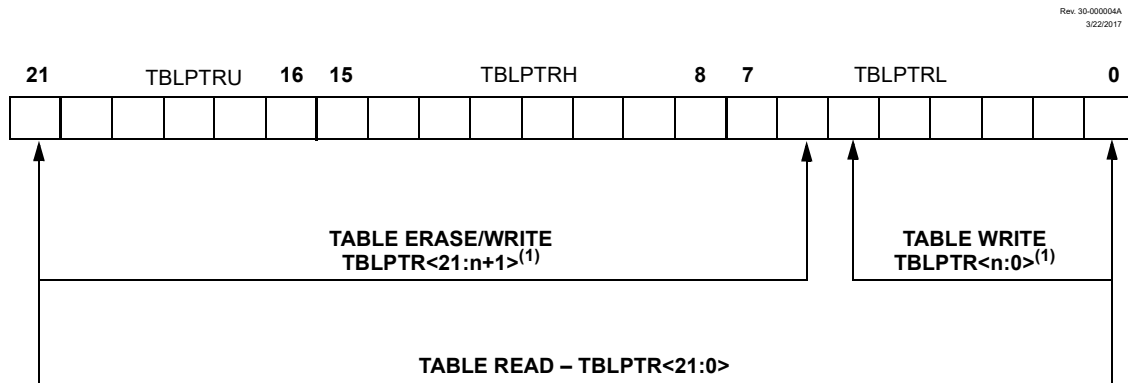 Rev. 30-000004A
3/22/2017
21 TBLPTRU 16 15 TBLPTRH 8 7 TBLPTRL 0
TABLE ERASE/WRITE
TBLPTR<21:n+1>(1)
TABLE WRITE
TBLPTR<n:0>(1)
TABLE READ – TBLPTR<21:0>